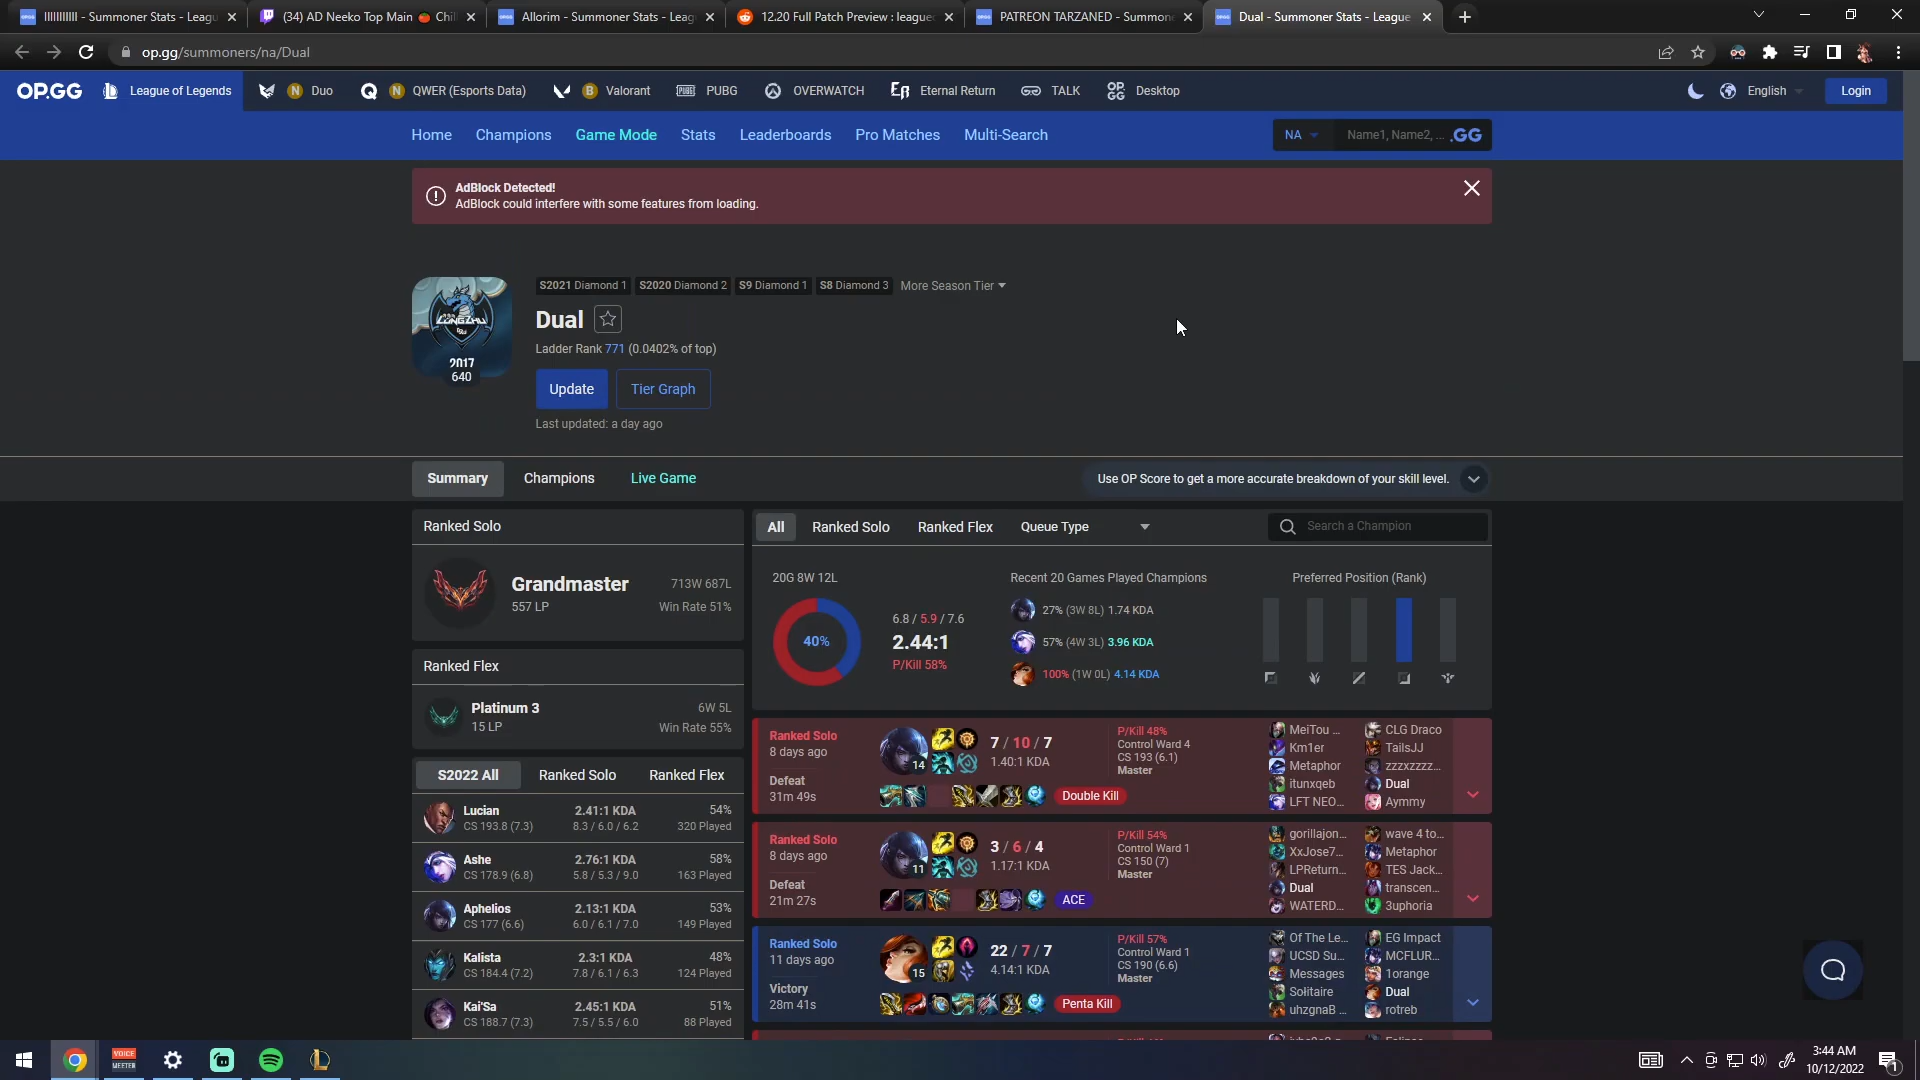 IIIIIIIIII - Summoner Stats - Leagu
(34) AD Neeko Top Main 🍅 Chil
Allorim - Summoner Stats - Leag
12.20 Full Patch Preview : league
PATREON TARZANED - Summone
Dual - Summoner Stats - League
op.gg/summoners/na/Dual
OP.GG League of Legends
N Duo
N QWER (Esports Data)
B Valorant
PUBG PUBG
OVERWATCH
Eternal Return
TALK
OP.GG Desktop
English
Login
Home Champions Game Mode Stats Leaderboards Pro Matches Multi-Search
NA Name1, Name2, ... .GG
AdBlock Detected!
AdBlock could interfere with some features from loading.
LONGZHU
2017
640
S2021 Diamond 1 S2020 Diamond 2 S9 Diamond 1 S8 Diamond 3 More Season Tier
Dual
Ladder Rank 771 (0.0402% of top)
Update Tier Graph
Last updated: a day ago
Summary Champions Live Game
Use OP Score to get a more accurate breakdown of your skill level.
Ranked Solo
Grandmaster 713W 687L
557 LP Win Rate 51%
Ranked Flex
Platinum 3 6W 5L
15 LP Win Rate 55%
S2022 All Ranked Solo Ranked Flex
Lucian 2.41:1 KDA 54%
CS 193.8 (7.3) 8.3 / 6.0 / 6.2 320 Played
Ashe 2.76:1 KDA 58%
CS 178.9 (6.8) 5.8 / 5.3 / 9.0 163 Played
Aphelios 2.13:1 KDA 53%
CS 177 (6.6) 6.0 / 6.1 / 7.0 149 Played
Kalista 2.3:1 KDA 48%
CS 184.4 (7.2) 7.8 / 6.1 / 6.3 124 Played
Kai'Sa 2.45:1 KDA 51%
CS 188.7 (7.3) 7.5 / 5.5 / 6.0 88 Played
All Ranked Solo Ranked Flex Queue Type
Search a Champion
20G 8W 12L
40%
6.8 / 5.9 / 7.6
2.44:1
P/Kill 58%
Recent 20 Games Played Champions
27% (3W 8L) 1.74 KDA
57% (4W 3L) 3.96 KDA
100% (1W 0L) 4.14 KDA
Preferred Position (Rank)
Ranked Solo
8 days ago
Defeat
31m 49s
14
7 / 10 / 7
1.40:1 KDA
Double Kill
P/Kill 48%
Control Ward 4
CS 193 (6.1)
Master
MeiTou ... CLG Draco
Km1er TailsJJ
Metaphor zzzxzzzz...
itunxqeb Dual
LFT NEO... Aymmy
Ranked Solo
8 days ago
Defeat
21m 27s
11
3 / 6 / 4
1.17:1 KDA
ACE
P/Kill 54%
Control Ward 1
CS 150 (7)
Master
gorillajon... wave 4 to...
XxJose7... Metaphor
LPReturn... TES Jack...
Dual transcen...
WATERD... 3uphoria
Ranked Solo
11 days ago
Victory
28m 41s
15
22 / 7 / 7
4.14:1 KDA
Penta Kill
P/Kill 57%
Control Ward 1
CS 190 (6.6)
Master
Of The Le... EG Impact
UCSD Su... MCFLUR...
Messages 1orange
Solitaire Dual
uhzgnaB ... rotreb
VOICE
MEETER
3:44 AM
10/12/2022
1